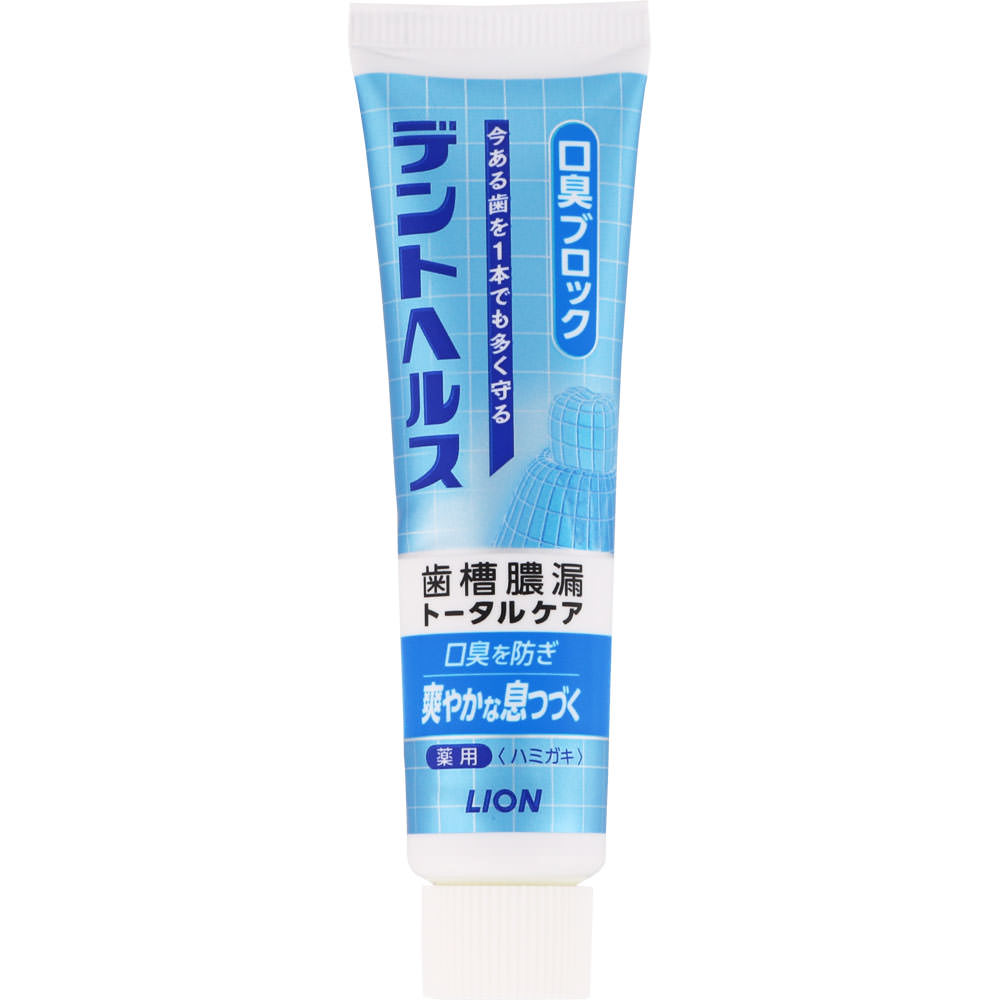 口臭ブロック
今ある歯を1本でも多く守る
デントヘルス
歯槽膿漏
トータルケア
口臭を防ぎ
爽やかな息つづく
薬用〈ハミガキ〉
LION